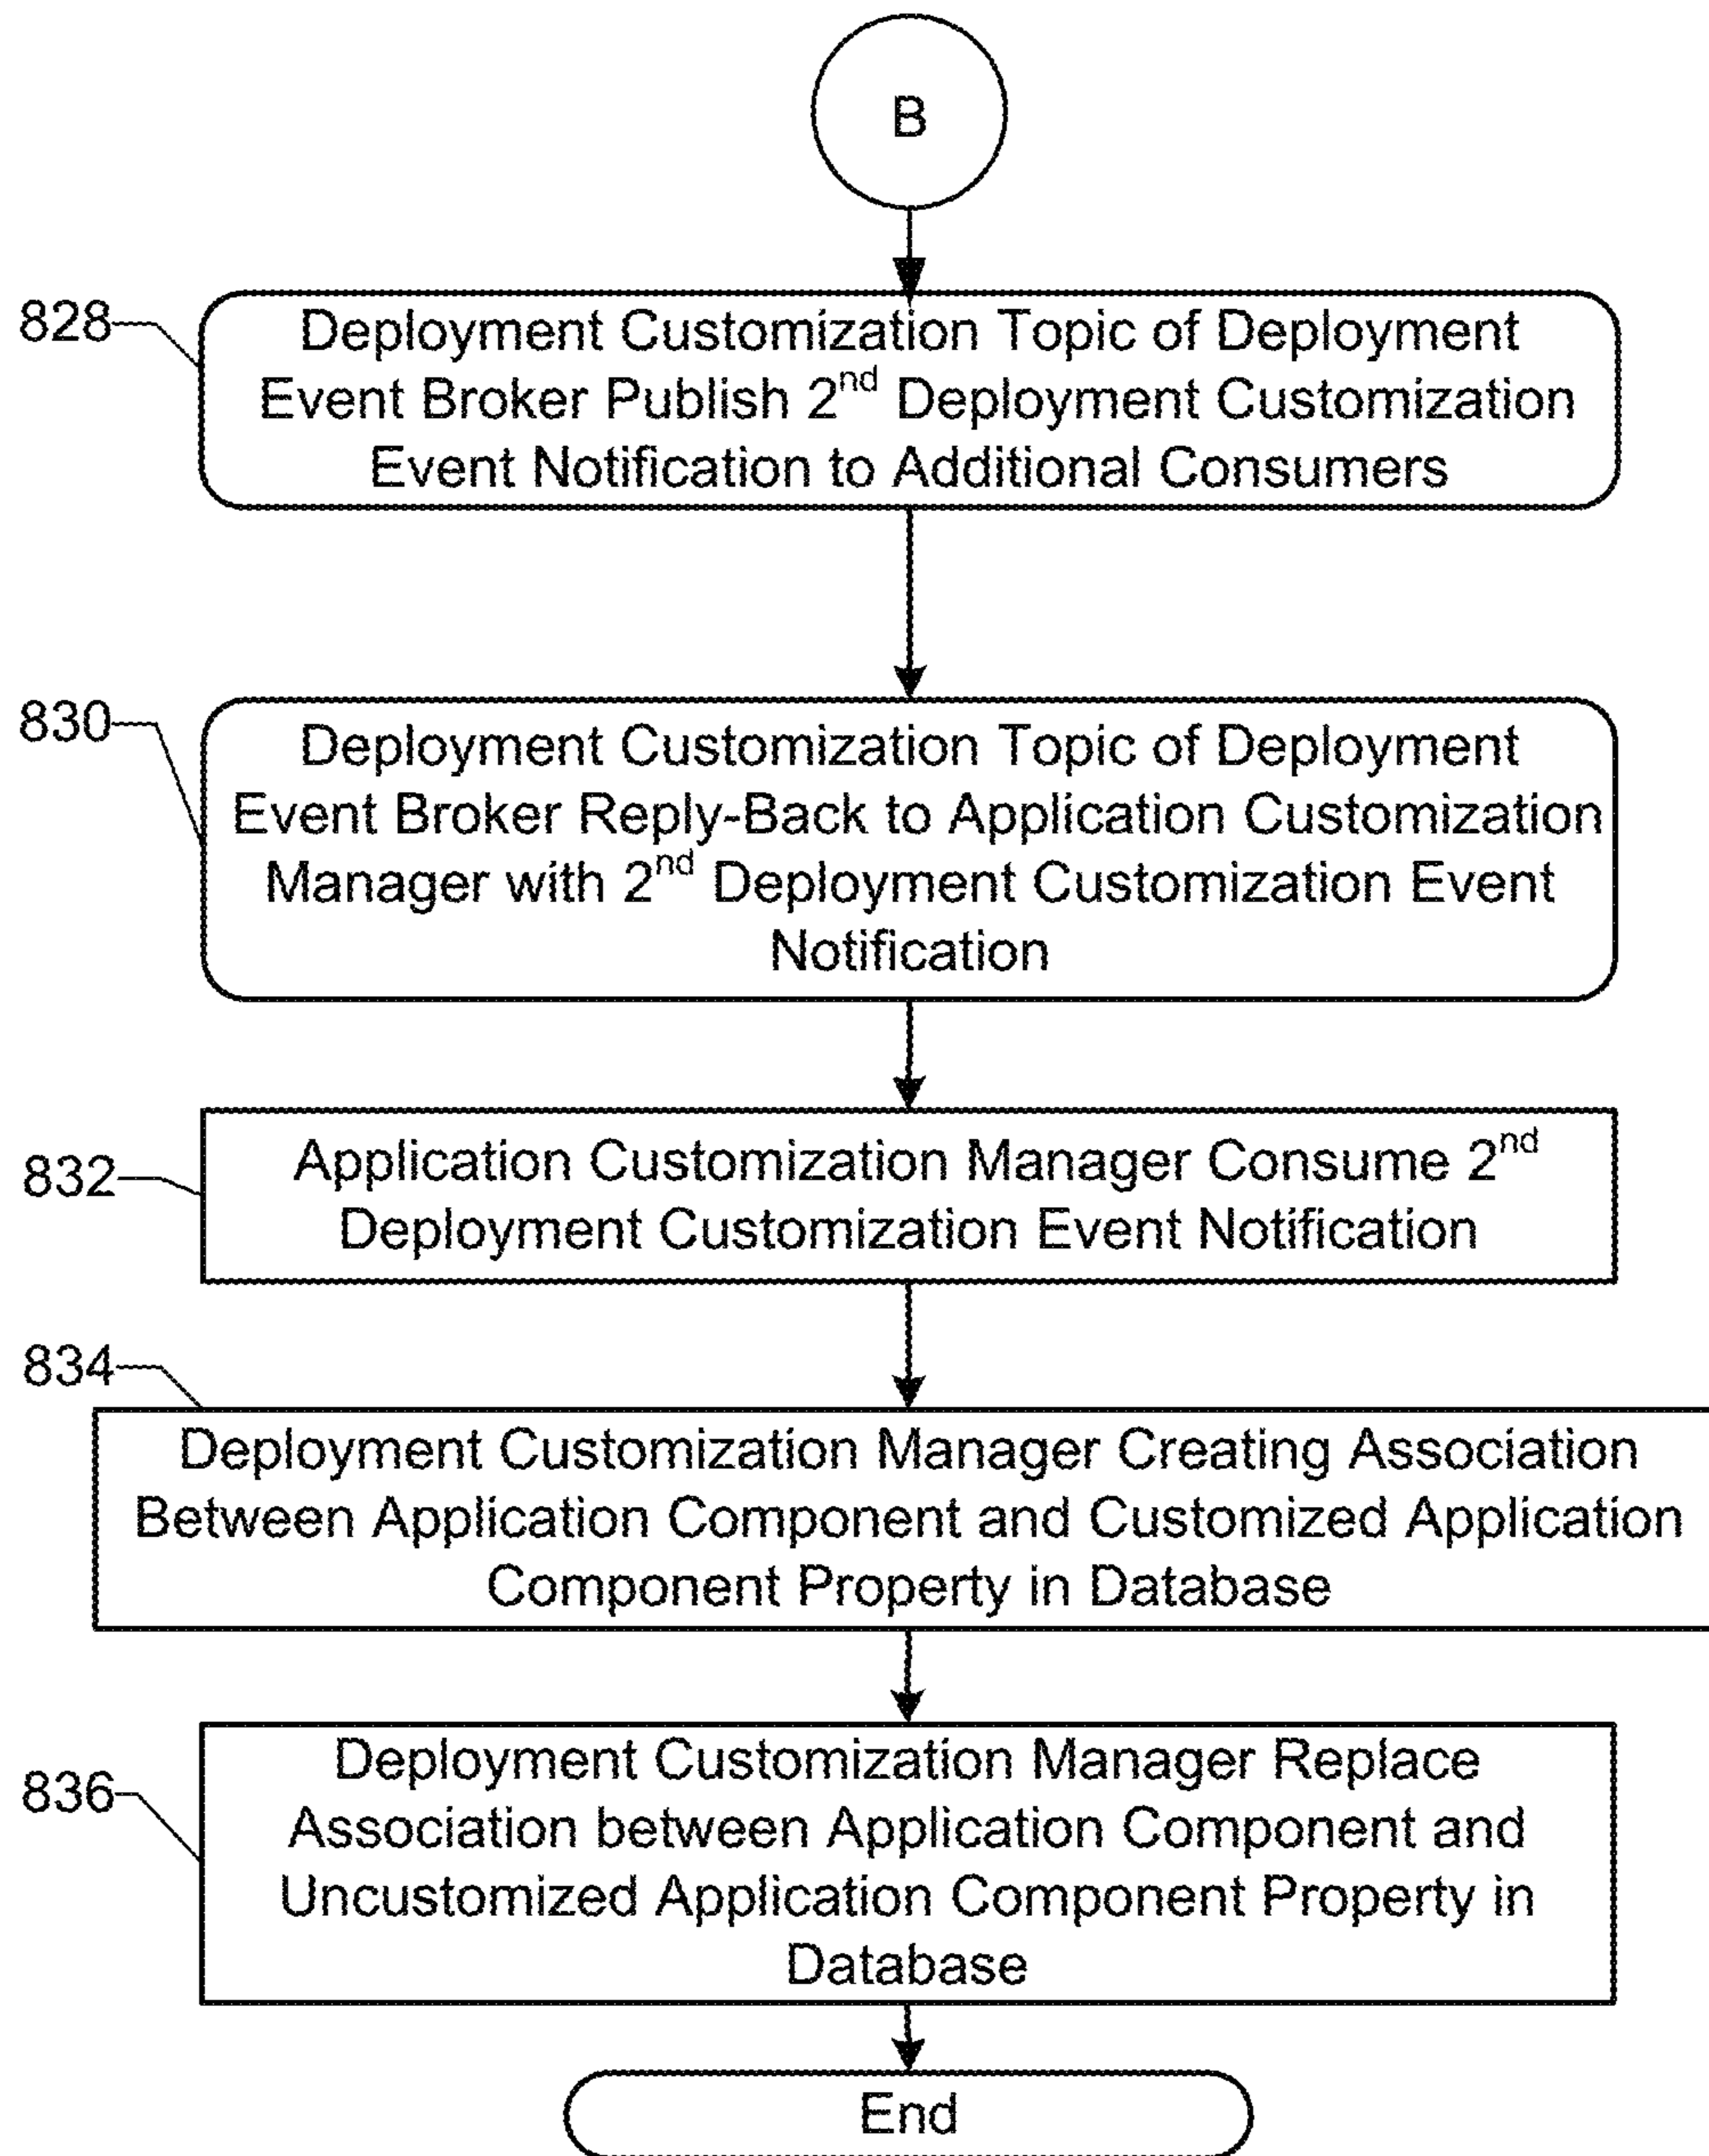 B
828
Deployment Customization Topic of Deployment
Event Broker Publish 2nd Deployment Customization
Event Notification to Additional Consumers
830
Deployment Customization Topic of Deployment
Event Broker Reply-Back to Application Customization
Manager with 2nd Deployment Customization Event
Notification
832
Application Customization Manager Consume 2nd
Deployment Customization Event Notification
834
Deployment Customization Manager Creating Association
Between Application Component and Customized Application
Component Property in Database
836
Deployment Customization Manager Replace
Association between Application Component and
Uncustomized Application Component Property in
Database
End